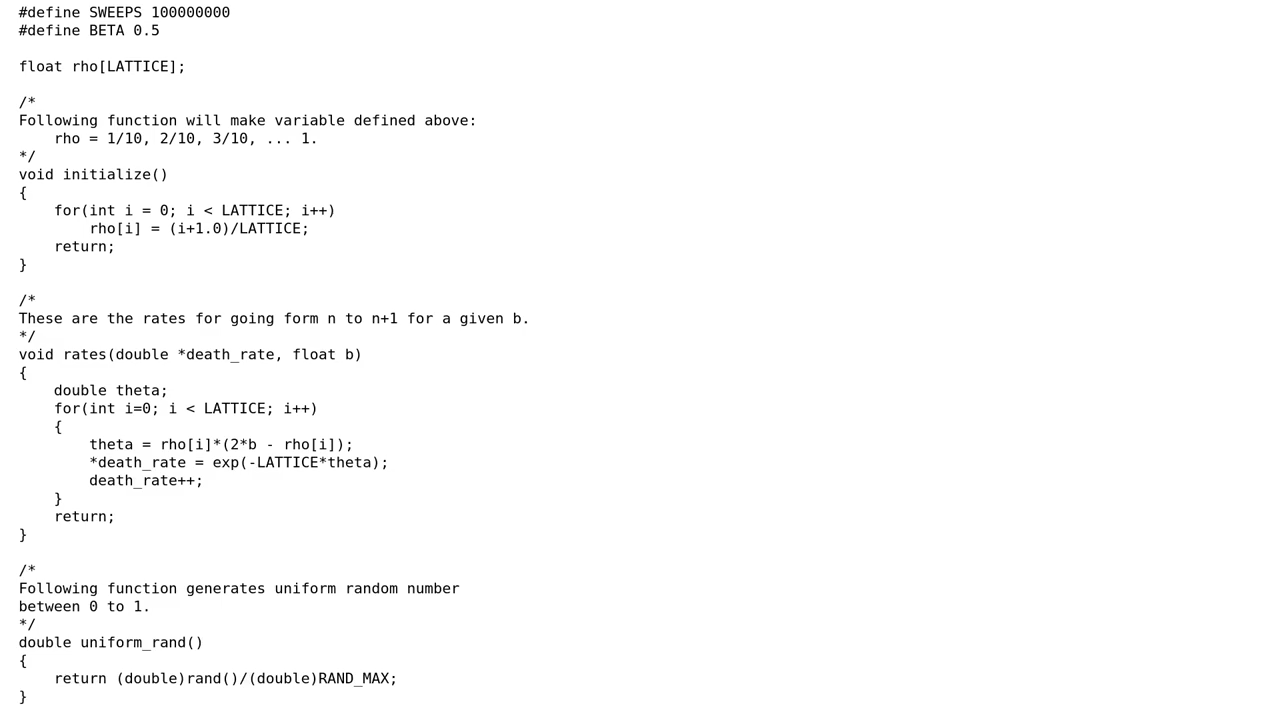 #define SWEEPS 100000000
#define BETA 0.5

float rho[LATTICE];

/*
Following function will make variable defined above:
    rho = 1/10, 2/10, 3/10, ... 1.
*/
void initialize()
{
    for(int i = 0; i < LATTICE; i++)
        rho[i] = (i+1.0)/LATTICE;
    return;
}

/*
These are the rates for going form n to n+1 for a given b.
*/
void rates(double *death_rate, float b)
{
    double theta;
    for(int i=0; i < LATTICE; i++)
    {
        theta = rho[i]*(2*b - rho[i]);
        *death_rate = exp(-LATTICE*theta);
        death_rate++;
    }
    return;
}

/*
Following function generates uniform random number
between 0 to 1.
*/
double uniform_rand()
{
    return (double)rand()/(double)RAND_MAX;
}